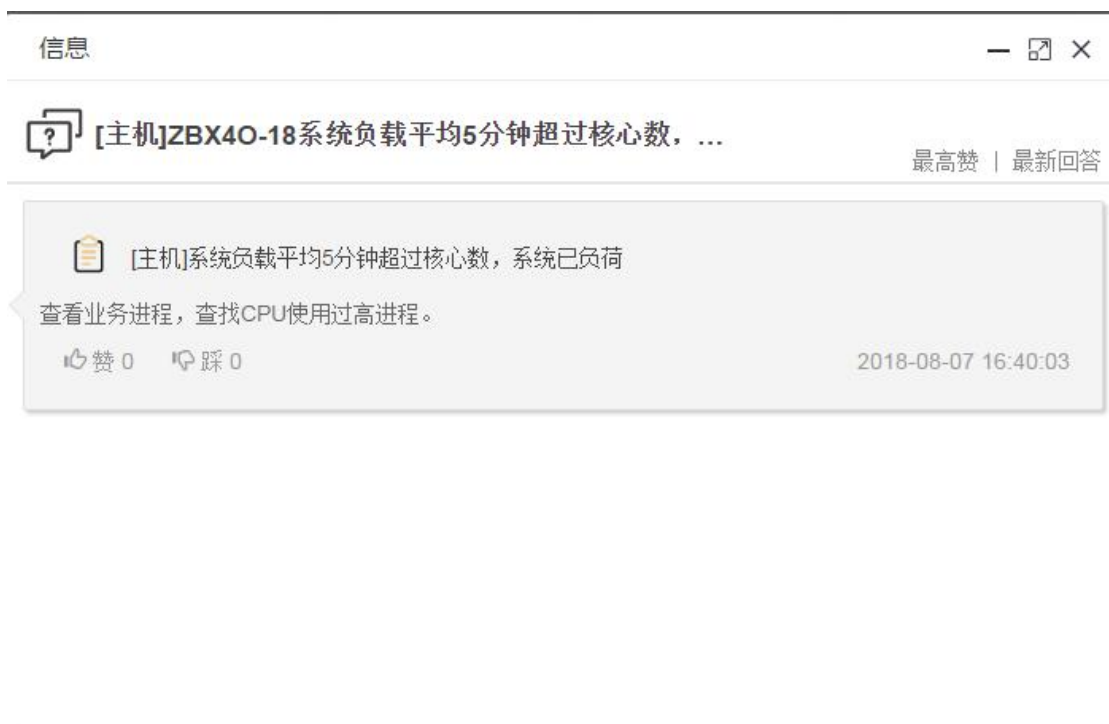 信息
[主机]ZBX4O-18系统负载平均5分钟超过核心数，...
最高赞 | 最新回答
[主机]系统负载平均5分钟超过核心数，系统已负荷
查看业务进程，查找CPU使用过高进程。
赞 0 踩 0 2018-08-07 16:40:03